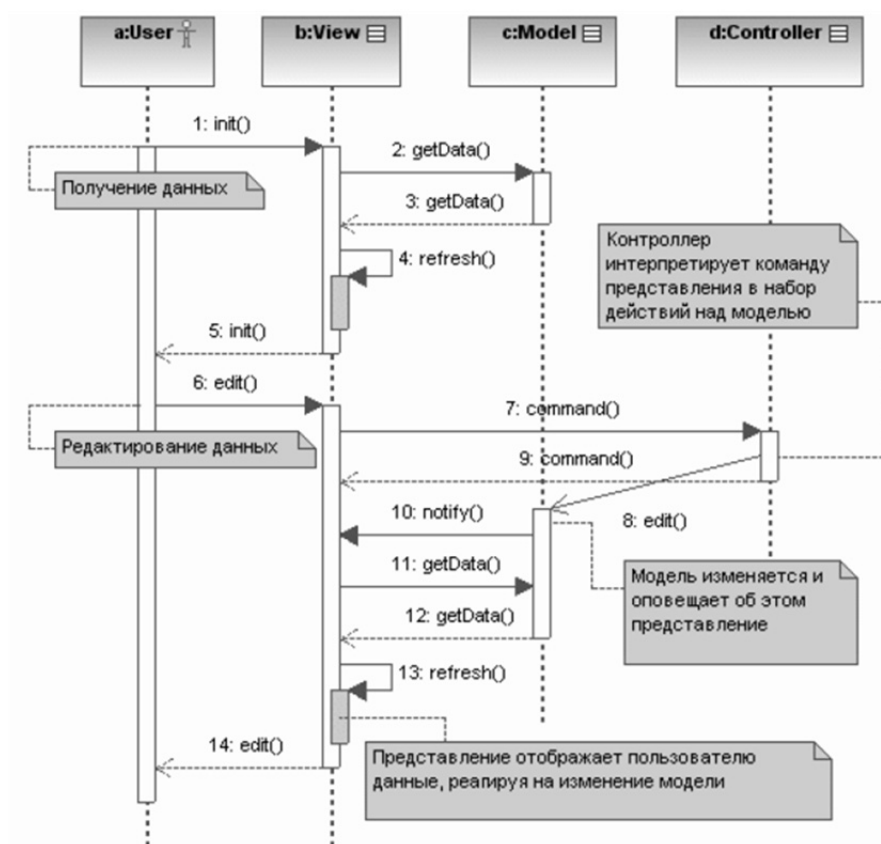 a:User
b:View
c:Model
d:Controller
1: init()
2: getData()
Получение данных
3: getData()
Контроллер
интерпретирует команду
представления в набор
действий над моделью
4: refresh()
5: init()
6: edit()
7: command()
Редактирование данных
9: command()
10: notify()
8: edit()
11: getData()
Модель изменяется и
оповещает об этом
представление
12: getData()
13: refresh()
14: edit()
Представление отображает пользователю
данные, реагируя на изменение модели